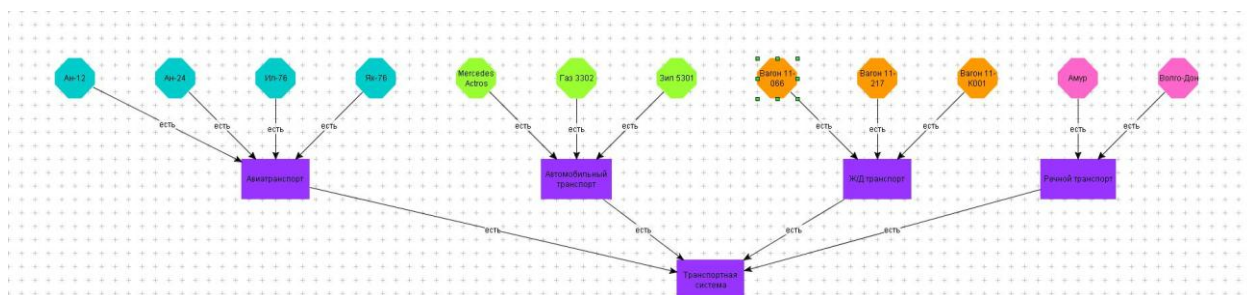 Ан-12
Ан-24
ИЛ-76
Як-76
Mercedes
Actros
Газ 3302
Зил 5301
Вагон 11-
066
Вагон 11-
217
Вагон 11-
К001
Амур
Волго-Дон
есть
есть
есть
есть
есть
есть
есть
есть
есть
есть
есть
есть
Авиатранспорт
Автомобильный
транспорт
Ж/Д транспорт
Речной транспорт
есть
есть
есть
есть
Транспортная
система